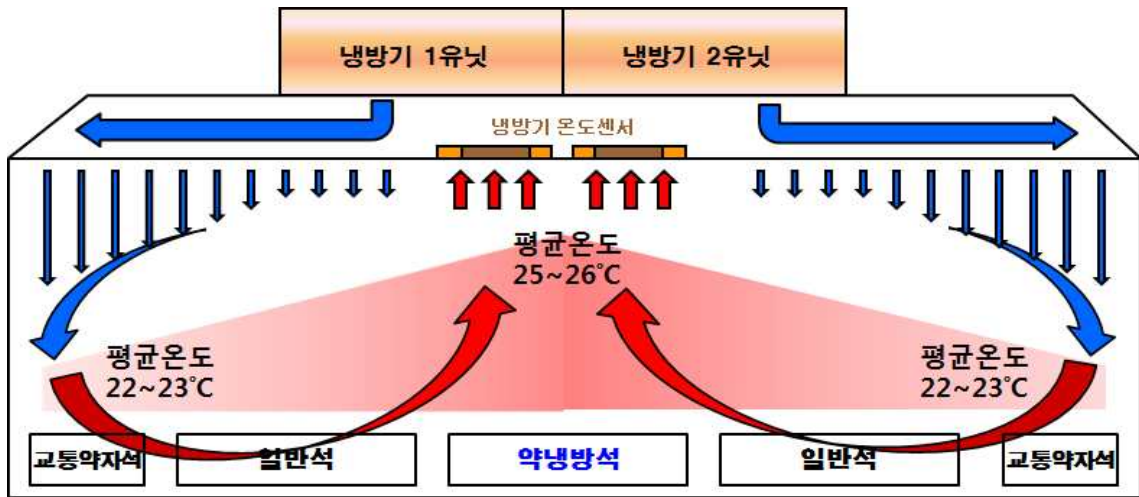 냉방기 1유닛
냉방기 2유닛
냉방기 온도센서
평균온도
25~26℃
평균온도
22~23℃
평균온도
22~23℃
교통약자석
일반석
약냉방석
일반석
교통약자석